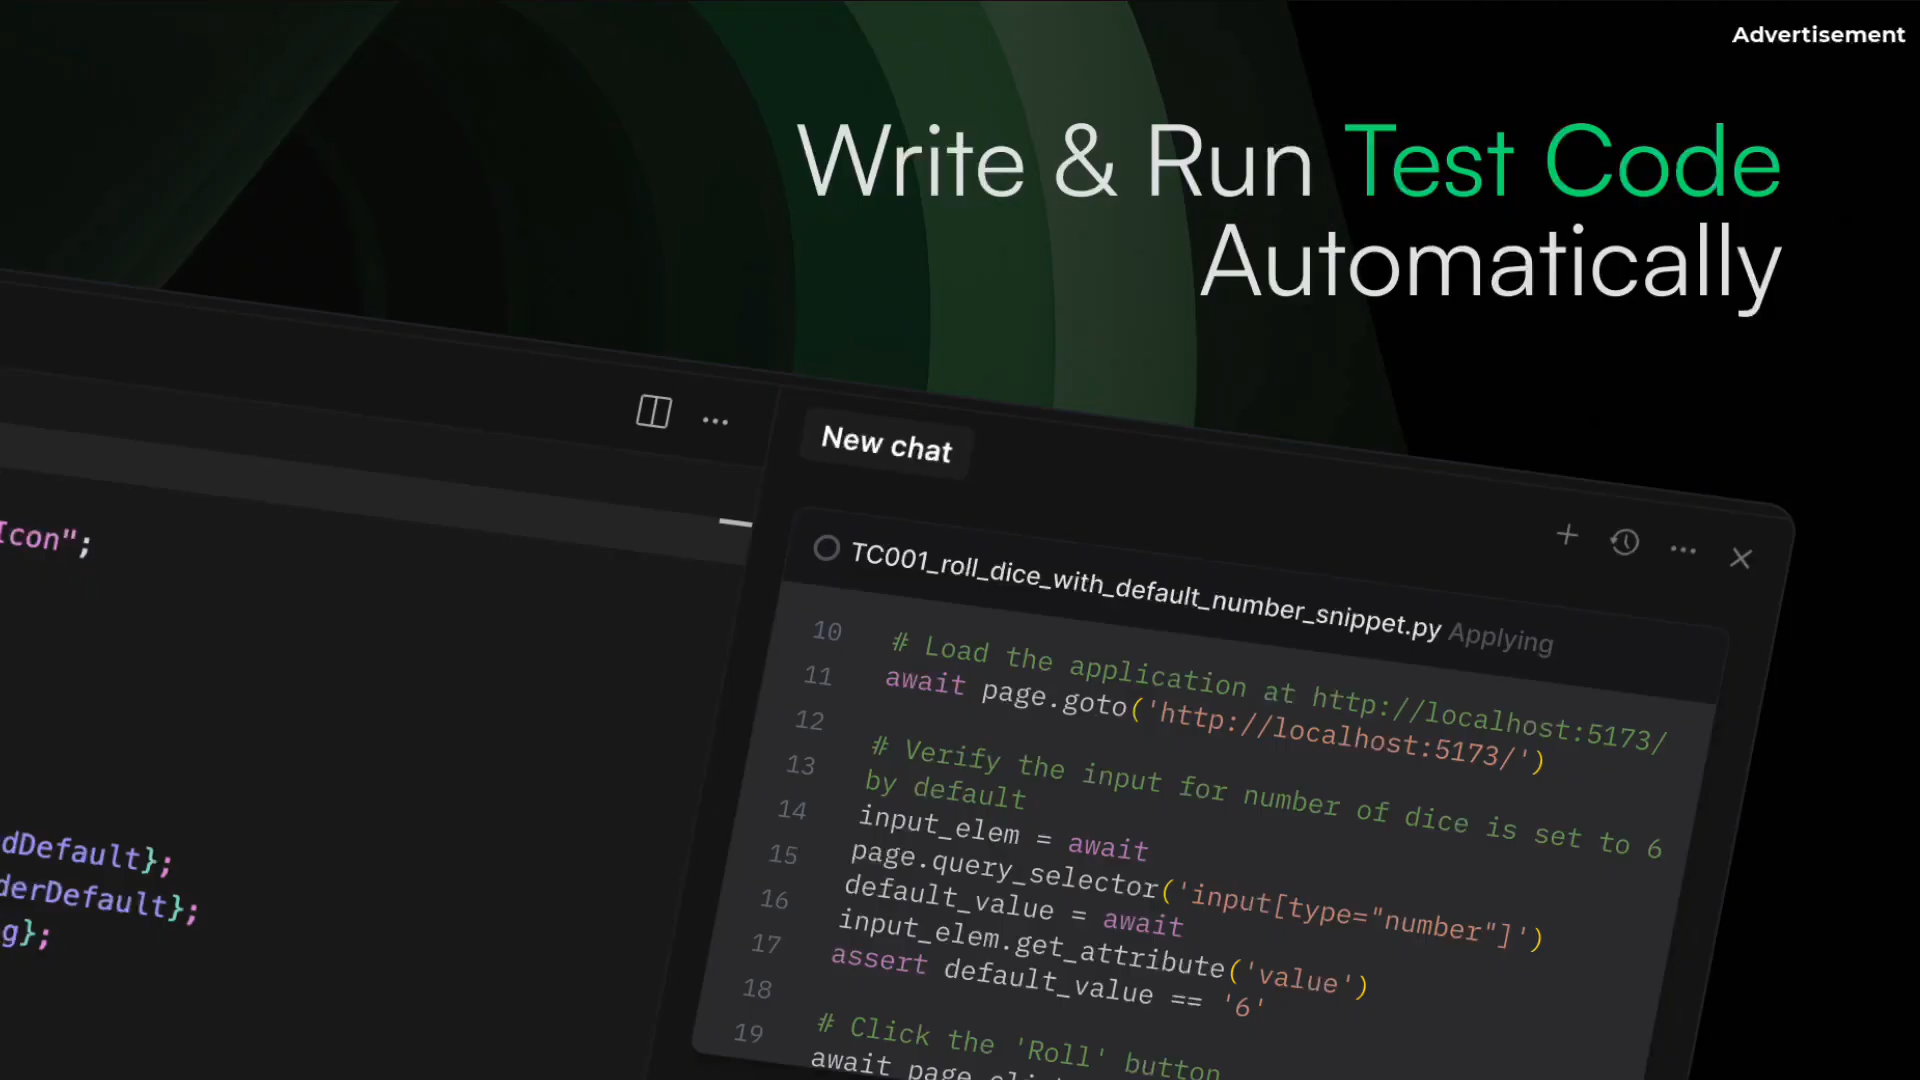 Advertisement
Write & Run Test Code
Automatically
New chat
Icon";
TC001_roll_dice_with_default_number_snippet.py Applying
10 # Load the application at http://localhost:5173/
11 await page.goto('http://localhost:5173/')
12
13 # Verify the input for number of dice is set to 6
by default
14 input_elem = await
15 page.query_selector('input[type="number"]')
16 default_value = await
17 input_elem.get_attribute('value')
assert default_value == '6'
18
19 # Click the 'Roll' button
await page
dDefault};
derDefault};
g};